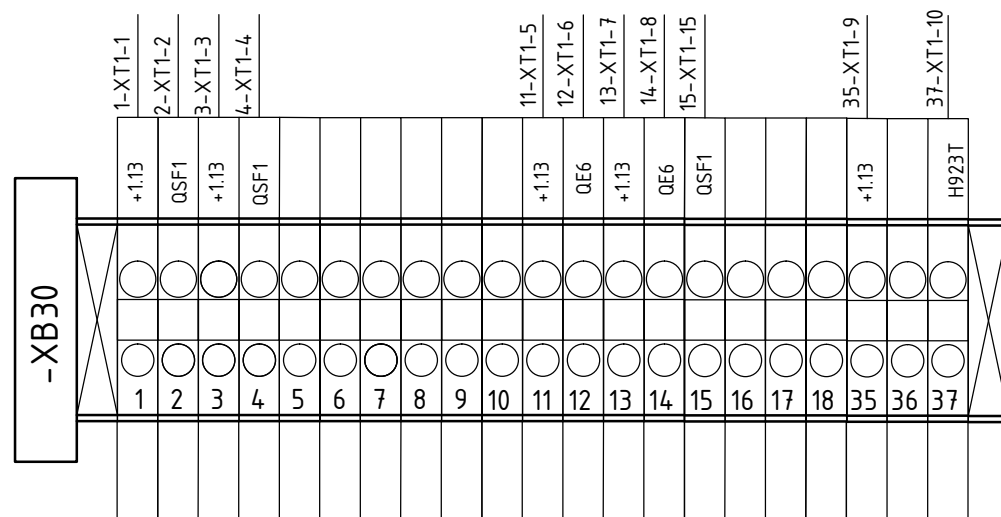 1-XT1-1
2-XT1-2
3-XT1-3
4-XT1-4
11-XT1-5
12-XT1-6
13-XT1-7
14-XT1-8
15-XT1-15
35-XT1-9
37-XT1-10
+1.13
QSF1
+1.13
QSF1
+1.13
QE6
+1.13
QE6
QSF1
+1.13
H923T
-XB30
1 2 3 4 5 6 7 8 9 10 11 12 13 14 15 16 17 18 35 36 37